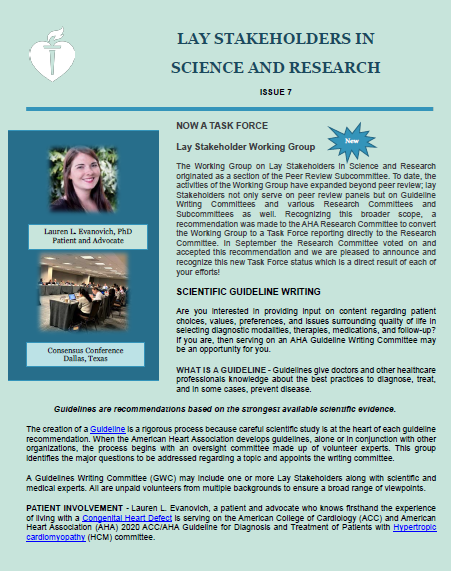 LAY STAKEHOLDERS IN
SCIENCE AND RESEARCH
ISSUE 7
NOW A TASK FORCE
Lay Stakeholder Working Group
New
The Working Group on Lay Stakeholders in Science and Research
originated as a section of the Peer Review Subcommittee. To date, the
activities of the Working Group have expanded beyond peer review; lay
Stakeholders not only serve on peer review panels but on Guideline
Writing Committees and various Research Committees and
Subcommittees as well. Recognizing this broader scope, a
recommendation was made to the AHA Research Committee to convert
the Working Group to a Task Force reporting directly to the Research
Committee. In September the Research Committee voted on and
accepted this recommendation and we are pleased to announce and
recognize this new Task Force status which is a direct result of each of
your efforts!
Lauren L. Evanovich, PhD
Patient and Advocate
Consensus Conference
Dallas, Texas
SCIENTIFIC GUIDELINE WRITING
Are you interested in providing input on content regarding patient
choices, values, preferences, and issues surrounding quality of life in
selecting diagnostic modalities, therapies, medications, and follow-up?
If you are, then serving on an AHA Guideline Writing Committee may
be an opportunity for you.
WHAT IS A GUIDELINE - Guidelines give doctors and other healthcare
professionals knowledge about the best practices to diagnose, treat,
and in some cases, prevent disease.
Guidelines are recommendations based on the strongest available scientific evidence.
The creation of a Guideline is a rigorous process because careful scientific study is at the heart of each guideline
recommendation. When the American Heart Association develops guidelines, alone or in conjunction with other
organizations, the process begins with an oversight committee made up of volunteer experts. This group
identifies the major questions to be addressed regarding a topic and appoints the writing committee.
A Guidelines Writing Committee (GWC) may include one or more Lay Stakeholders along with scientific and
medical experts. All are unpaid volunteers from multiple backgrounds to ensure a broad range of viewpoints.
PATIENT INVOLVEMENT - Lauren L. Evanovich, a patient and advocate who knows firsthand the experience
of living with a Congenital Heart Defect is serving on the American College of Cardiology (ACC) and American
Heart Association (AHA) 2020 ACC/AHA Guideline for Diagnosis and Treatment of Patients with Hypertropic
cardiomyopathy (HCM) committee.